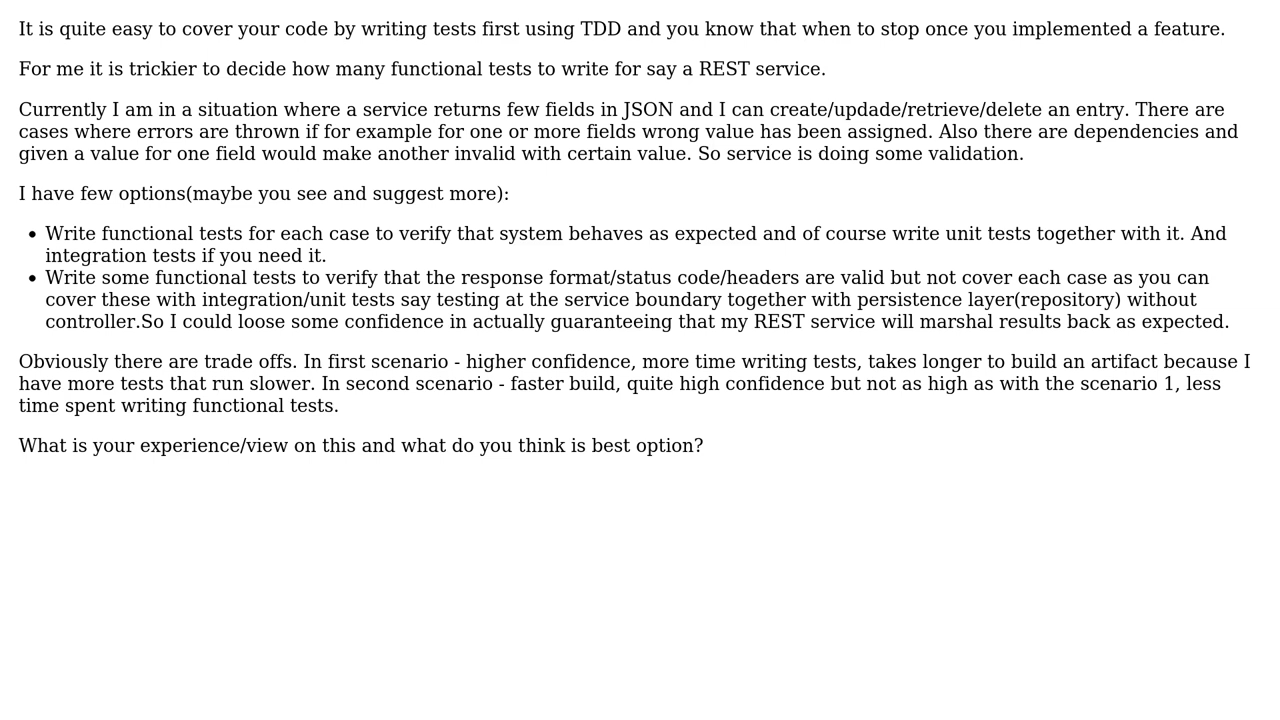 It is quite easy to cover your code by writing tests first using TDD and you know that when to stop once you implemented a feature.
For me it is trickier to decide how many functional tests to write for say a REST service.
Currently I am in a situation where a service returns few fields in JSON and I can create/updade/retrieve/delete an entry. There are
cases where errors are thrown if for example for one or more fields wrong value has been assigned. Also there are dependencies and
given a value for one field would make another invalid with certain value. So service is doing some validation.
I have few options(maybe you see and suggest more):
• Write functional tests for each case to verify that system behaves as expected and of course write unit tests together with it. And
integration tests if you need it.
• Write some functional tests to verify that the response format/status code/headers are valid but not cover each case as you can
cover these with integration/unit tests say testing at the service boundary together with persistence layer(repository) without
controller.So I could loose some confidence in actually guaranteeing that my REST service will marshal results back as expected.
Obviously there are trade offs. In first scenario - higher confidence, more time writing tests, takes longer to build an artifact because I
have more tests that run slower. In second scenario - faster build, quite high confidence but not as high as with the scenario 1, less
time spent writing functional tests.
What is your experience/view on this and what do you think is best option?